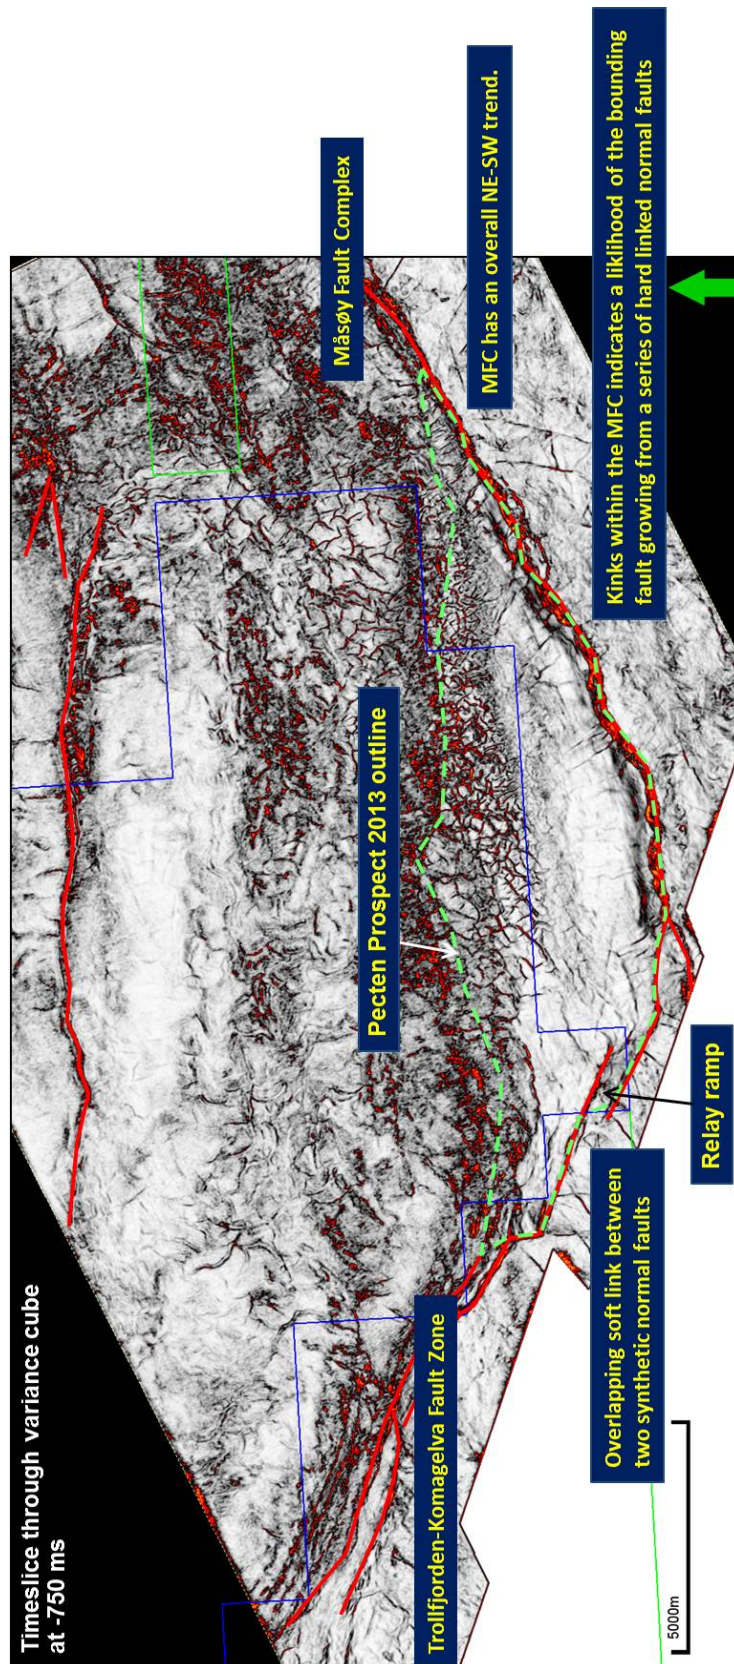 Timeslice through variance cube
at -750 ms
Måsøy Fault Complex
MFC has an overall NE-SW trend.
Kinks within the MFC indicates a liklihood of the bounding
fault growing from a series of hard linked normal faults
Pecten Prospect 2013 outline
Trollfjorden-Komagelva Fault Zone
Overlapping soft link between
two synthetic normal faults
Relay ramp
5000m